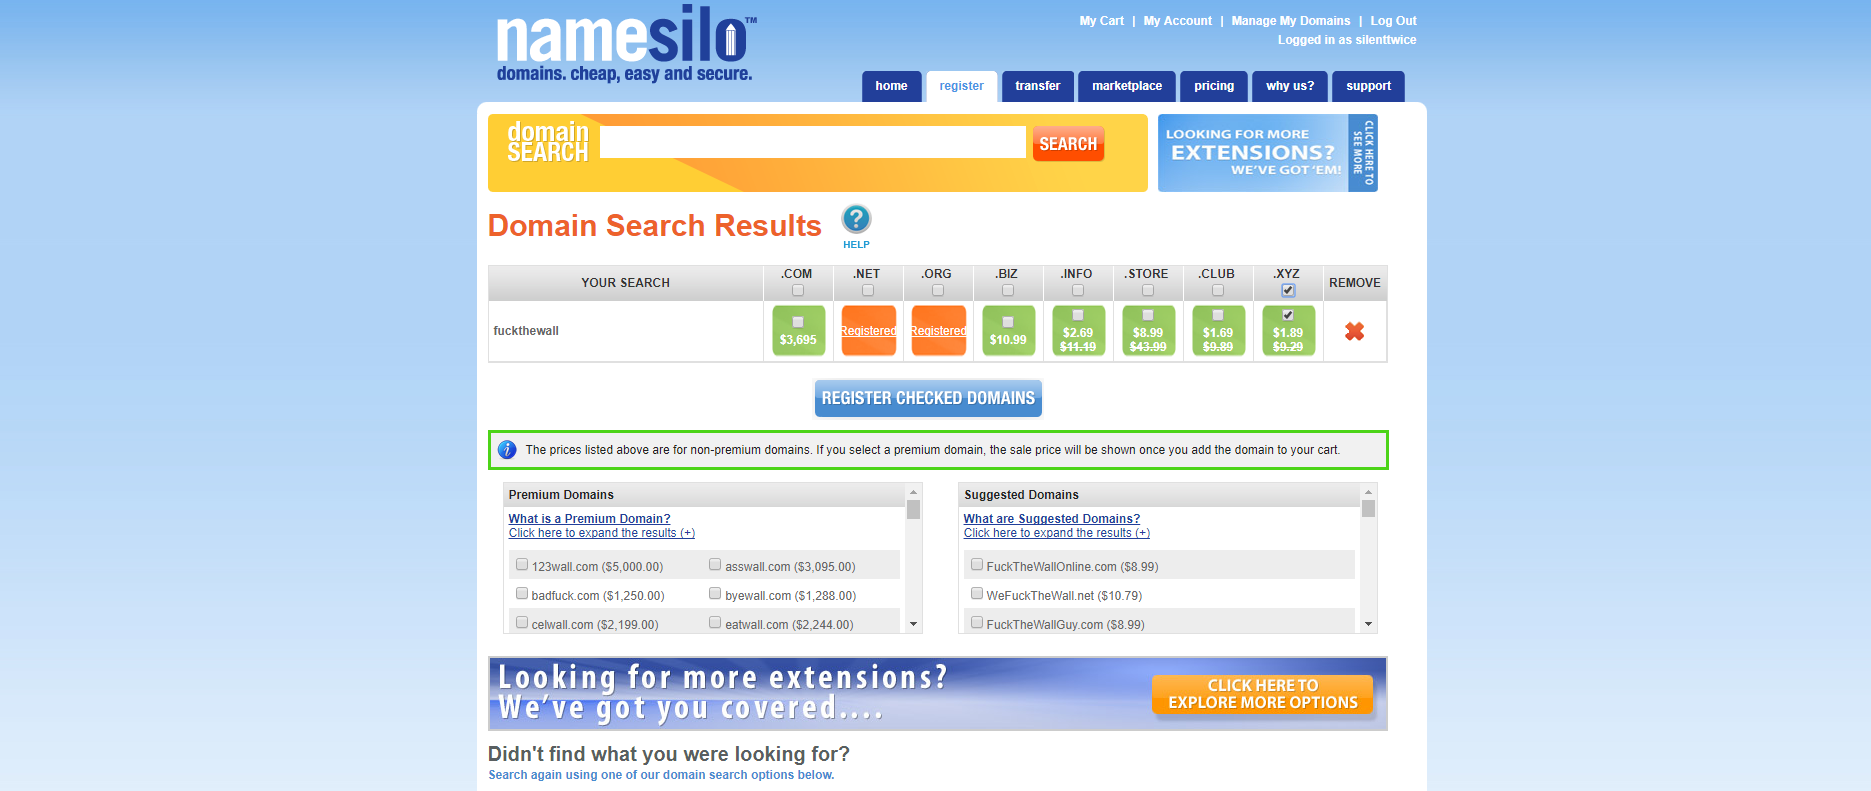 namesilo™
domains. cheap, easy and secure.
My Cart | My Account | Manage My Domains | Log Out
Logged in as silenttwice
home register transfer marketplace pricing why us? support
domain SEARCH
SEARCH
LOOKING FOR MORE
EXTENSIONS?
WE'VE GOT 'EM!
CLICK HERE TO
SEE MORE
Domain Search Results
HELP
YOUR SEARCH .COM .NET .ORG .BIZ .INFO .STORE .CLUB .XYZ REMOVE
fuckthewall $3,695 Registered Registered $10.99 $2.69 $8.99 $1.69 $1.89
$11.19 $43.99 $9.89 $9.29
REGISTER CHECKED DOMAINS
The prices listed above are for non-premium domains. If you select a premium domain, the sale price will be shown once you add the domain to your cart.
Premium Domains
What is a Premium Domain?
Click here to expand the results (+)
123wall.com ($5,000.00) asswall.com ($3,095.00)
badfuck.com ($1,250.00) byewall.com ($1,288.00)
celwall.com ($2,199.00) eatwall.com ($2,244.00)
Suggested Domains
What are Suggested Domains?
Click here to expand the results (+)
FuckTheWallOnline.com ($8.99)
WeFuckTheWall.net ($10.79)
FuckTheWallGuy.com ($8.99)
Looking for more extensions?
We've got you covered....
CLICK HERE TO
EXPLORE MORE OPTIONS
Didn't find what you were looking for?
Search again using one of our domain search options below.